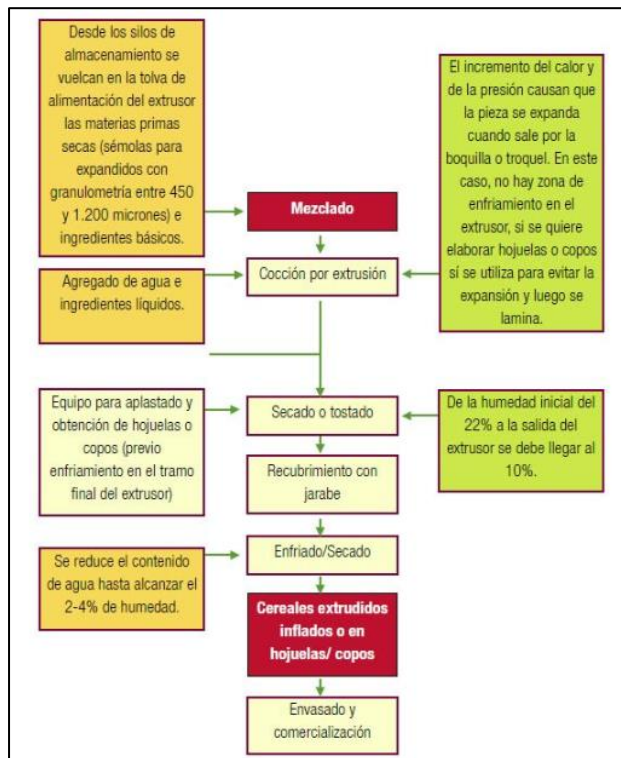 Desde los silos de
almacenamiento se
vuelcan en la tolva de
alimentación del extrusor
las materias primas
secas (sémolas para
expandidos con
granulometría entre 450
y 1.200 micrones) e
ingredientes básicos.
El incremento del calor y
de la presión causan que
la pieza se expanda
cuando sale por la
boquilla o troquel. En este
caso, no hay zona de
enfriamiento en el
extrusor, si se quiere
elaborar hojuelas o copos
sí se utiliza para evitar la
expansión y luego se
lamina.
Mezclado
Agregado de agua e
ingredientes líquidos.
Cocción por extrusión
Equipo para aplastado y
obtención de hojuelas o
copos (previo
enfriamiento en el tramo
final del extrusor)
Secado o tostado
De la humedad inicial del
22% a la salida del
extrusor se debe llegar al
10%.
Recubrimiento con
jarabe
Se reduce el contenido
de agua hasta alcanzar el
2-4% de humedad.
Enfriado/Secado
Cereales extrudidos
inflados o en
hojuelas/ copos
Envasado y
comercialización